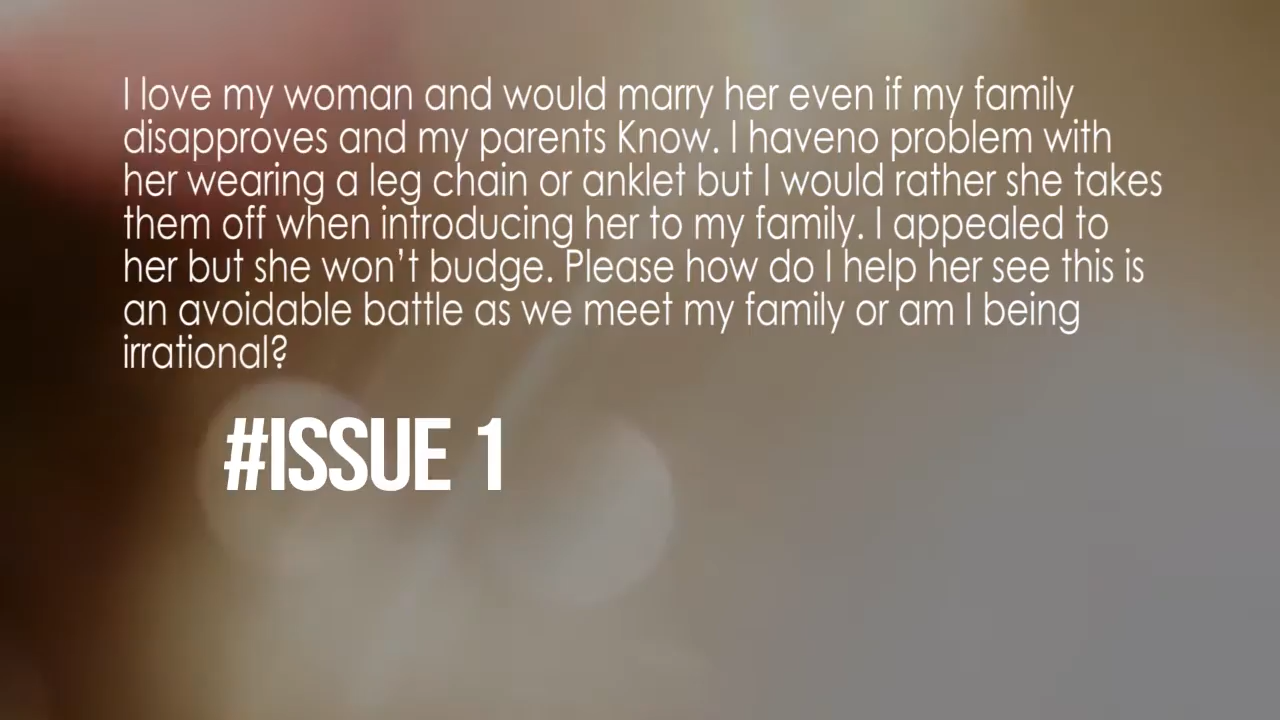 I love my woman and would marry her even if my family
disapproves and my parents Know. I haveno problem with
her wearing a leg chain or anklet but I would rather she takes
them off when introducing her to my family. I appealed to
her but she won’t budge. Please how do I help her see this is
an avoidable battle as we meet my family or am I being
irrational?
#ISSUE 1